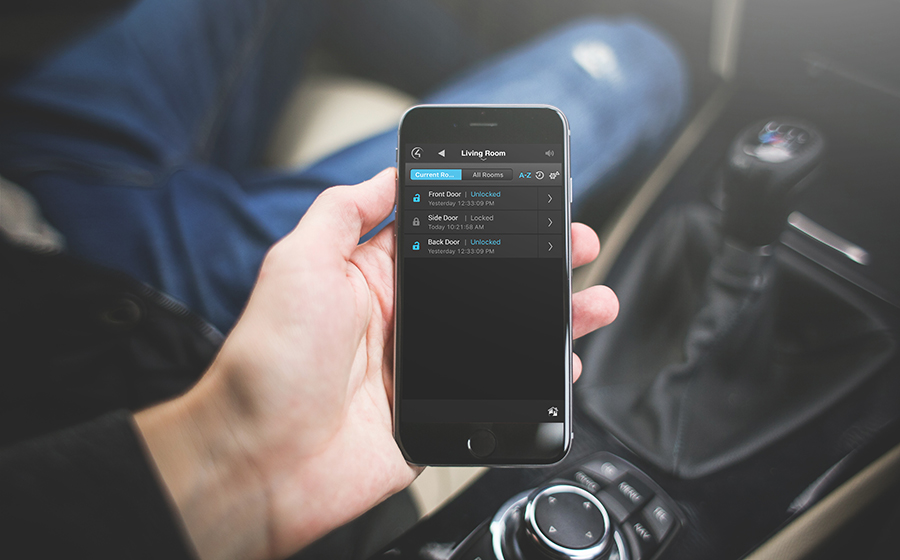 Living Room
Current Ro... All Rooms A-Z
Front Door | Unlocked
Yesterday 12:33:09 PM
Side Door | Locked
Today 10:21:58 AM
Back Door | Unlocked
Yesterday 12:33:09 PM
MENU